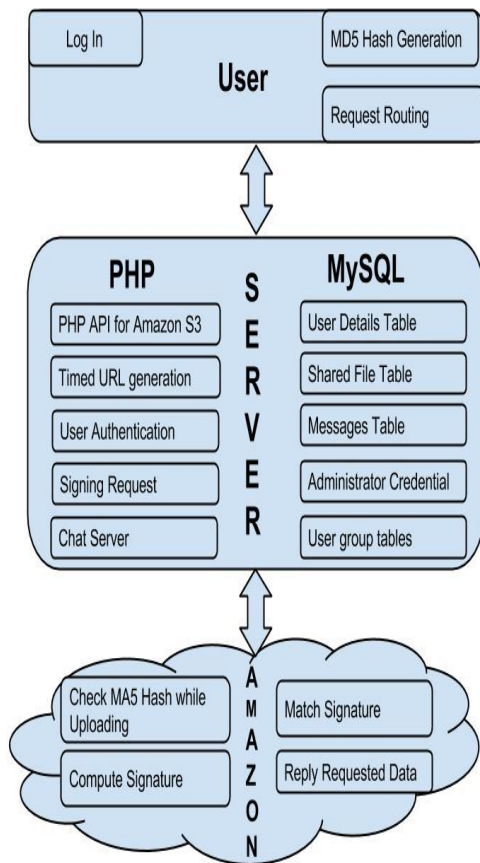 Log In
MD5 Hash Generation
User
Request Routing
PHP
MySQL
SERVER
PHP API for Amazon S3
Timed URL generation
User Authentication
Signing Request
Chat Server
User Details Table
Shared File Table
Messages Table
Administrator Credential
User group tables
AMAZON
Check MA5 Hash while
Uploading
Compute Signature
Match Signature
Reply Requested Data